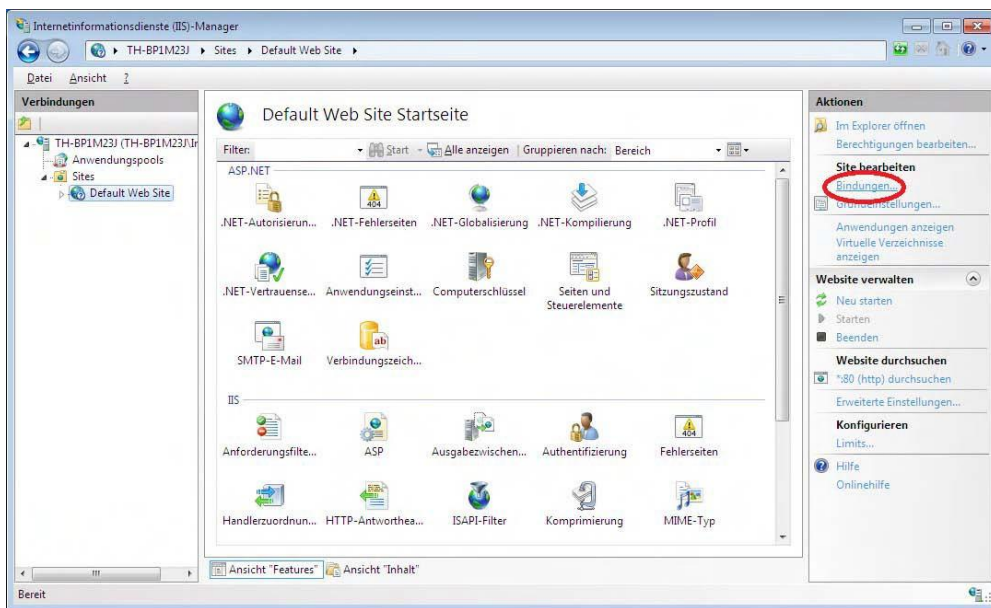 Internetinformationsdienste (IIS)-Manager
TH-BP1M23J Sites Default Web Site
Datei Ansicht ?
Verbindungen
TH-BP1M23J (TH-BP1M23J\Ir
Anwendungspools
Sites
Default Web Site
Default Web Site Startseite
Filter: Start Alle anzeigen Gruppieren nach: Bereich
ASP.NET
.NET-Autorisierun... .NET-Fehlerseiten .NET-Globalisierung .NET-Kompilierung .NET-Profil
.NET-Vertrauense... Anwendungseinst... Computerschlüssel Seiten und Steuerelemente Sitzungszustand
SMTP-E-Mail Verbindungszeich...
IIS
Anforderungsfilte... ASP Ausgabezwischen... Authentifizierung Fehlerseiten
Handlerzuordnun... HTTP-Antworthea... ISAPI-Filter Komprimierung MIME-Typ
Ansicht "Features" Ansicht "Inhalt"
Aktionen
Im Explorer öffnen
Berechtigungen bearbeiten...
Site bearbeiten
Bindungen...
Grundeinstellungen...
Anwendungen anzeigen
Virtuelle Verzeichnisse
anzeigen
Website verwalten
Neu starten
Starten
Beenden
Website durchsuchen
*:80 (http) durchsuchen
Erweiterte Einstellungen...
Konfigurieren
Limits...
Hilfe
Onlinehilfe
Bereit